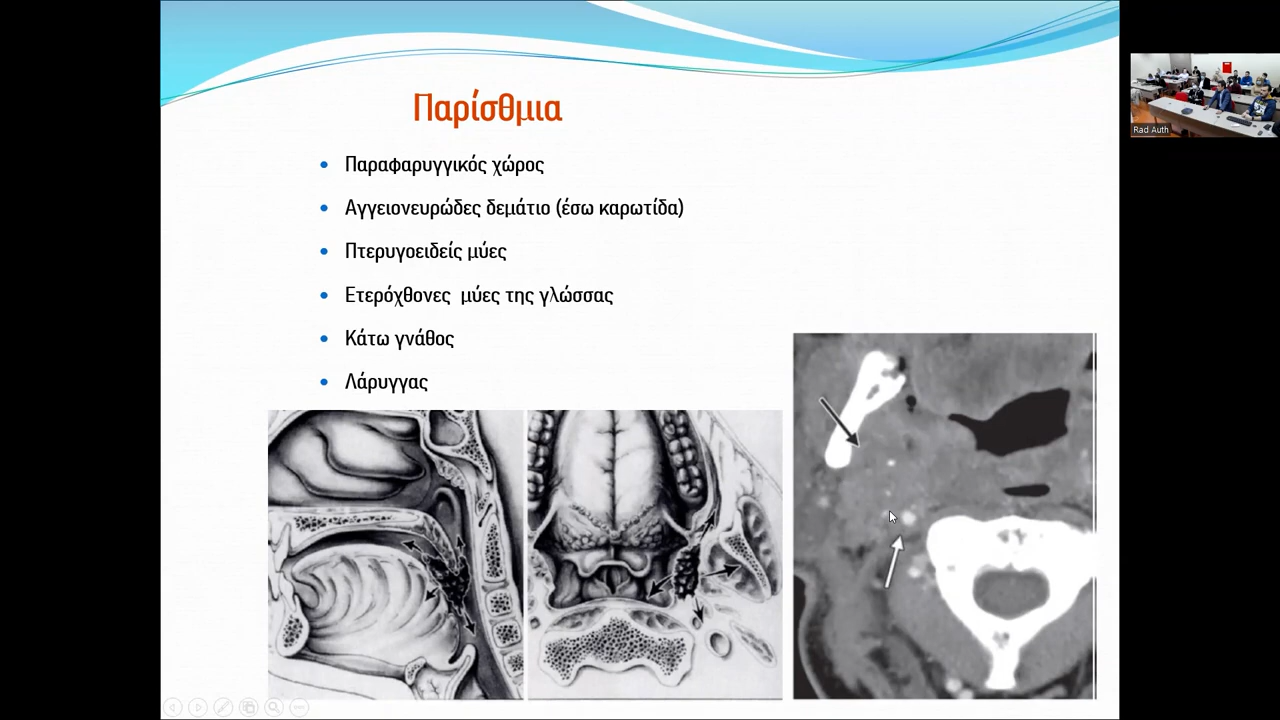 Παρίσθμια
Παραφαρυγγικός χώρος
Αγγειονευρώδες δεμάτιο (έσω καρωτίδα)
Πτερυγοειδείς μύες
Ετερόχθονες μύες της γλώσσας
Κάτω γνάθος
Λάρυγγας
Rad Auth